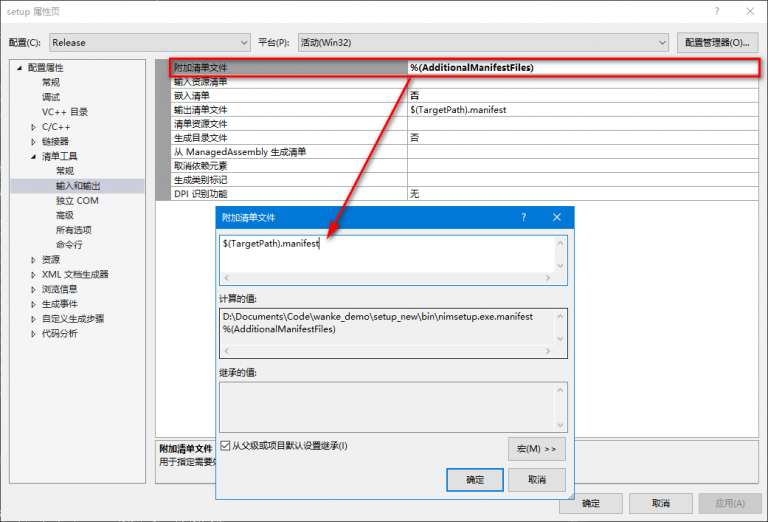 setup 属性页
配置(C): Release 平台(P): 活动(Win32) 配置管理器(O)...
配置属性
常规
调试
VC++ 目录
C/C++
链接器
清单工具
常规
输入和输出
独立 COM
高级
所有选项
命令行
资源
XML 文档生成器
浏览信息
生成事件
自定义生成步骤
代码分析
附加清单文件 %(AdditionalManifestFiles)
输入资源清单
嵌入清单 否
输出清单文件 $(TargetPath).manifest
清单资源文件
生成目录文件 否
从 ManagedAssembly 生成清单
取消依赖元素
生成类别标记
DPI 识别功能 无
附加清单文件
$(TargetPath).manifest
计算的值:
D:\Documents\Code\wanke_demo\setup_new\bin\nimsetup.exe.manifest
%(AdditionalManifestFiles)
继承的值:
从父级或项目默认设置继承(I)
宏(M) >>
确定 取消
附加清单文件
用于指定需要
确定 取消 应用(A)